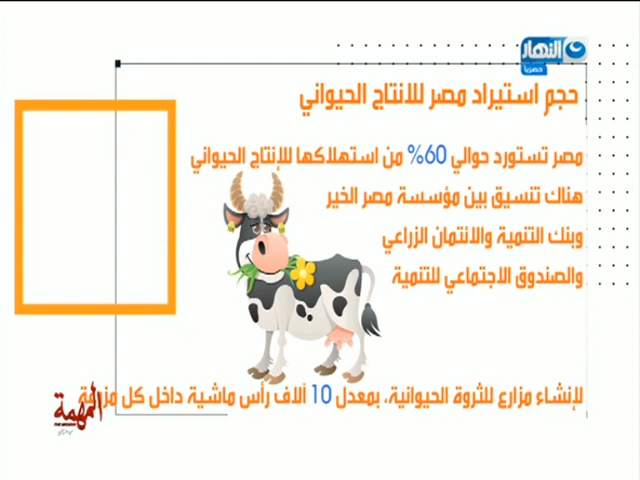 النهار
حصرياً
حجم استيراد مصر للانتاج الحيواني
مصر تستورد حوالي 60% من استهلاكها للإنتاج الحيواني
هناك تنسيق بين مؤسسة مصر الخير
وبنك التنمية والائتمان الزراعي
والصندوق الاجتماعي للتنمية
لإنشاء مزارع للثروة الحيوانية، بمعدل 10 آلاف رأس ماشية داخل كل مزرعة
المهمة